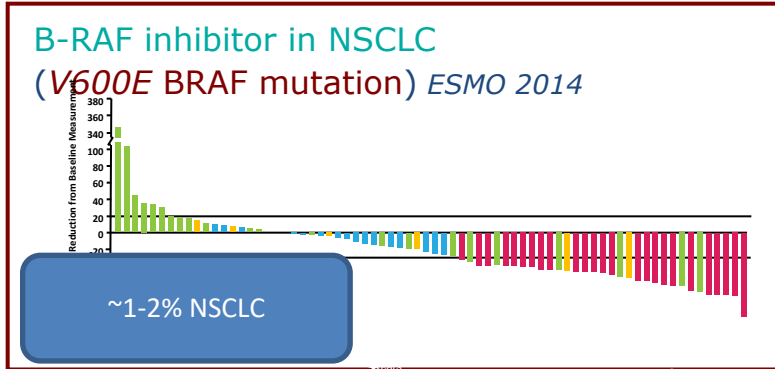 B-RAF inhibitor in NSCLC
(V600E BRAF mutation) ESMO 2014
Reduction from Baseline Measurement
380
360
340
100
80
60
40
20
0
-20
~1-2% NSCLC